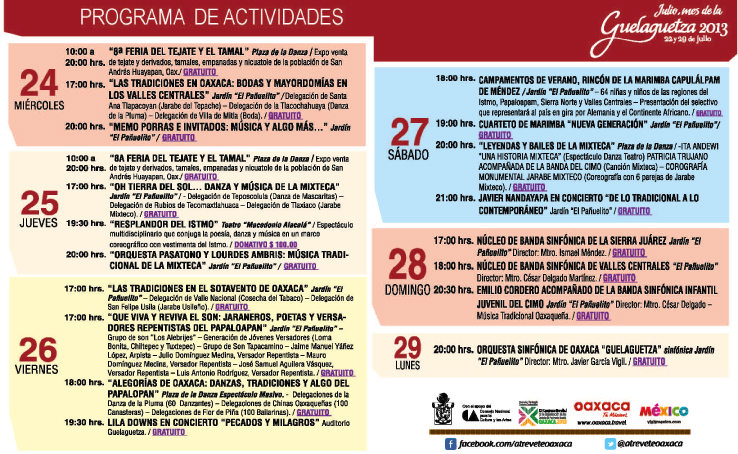 PROGRAMA DE ACTIVIDADES
Julio, mes de la
Guelaguetza 2013
22 y 29 de julio
24
MIÉRCOLES
10:00 a "8ª FERIA DEL TEJATE Y EL TAMAL" Plaza de la Danza / Expo venta
20:00 hrs. de tejate y derivados, tamales, empanadas y nicuatole de la población de San
Andrés Huayapan, Oax./ GRATUITO
17:00 hrs. "LAS TRADICIONES EN OAXACA: BODAS Y MAYORDOMÍAS EN
LOS VALLES CENTRALES" Jardín "El Pañuelito" /Delegación de Santa
Ana Tlapacoyan (Jarabe del Tepache) – Delegación de la Tlacochahuaya (Danza
de la Pluma) – Delegación de Villa de Mitla (Boda). / GRATUITO
20:00 hrs. "MEMO PORRAS E INVITADOS: MÚSICA Y ALGO MÁS..." Jardín
"El Pañuelito" / GRATUITO
25
JUEVES
10:00 a "8A FERIA DEL TEJATE Y EL TAMAL" Plaza de la Danza / Expo venta
20:00 hrs. de tejate y derivados, tamales, empanadas y nicuatole de la población de San
Andrés Huayapan, Oax. / GRATUITO
17:00 hrs. "OH TIERRA DEL SOL... DANZA Y MÚSICA DE LA MIXTECA"
Jardín "El Pañuelito" / - Delegación de Teposcolula (Danza de Mascaritas) –
Delegación de Rubios de Tecomaxtlahuaca – Delegación de Tlaxiaco (Jarabe
Mixteco). / GRATUITO
19:30 hrs. "RESPLANDOR DEL ISTMO" Teatro "Macedonio Alcalá" / Espectáculo
multidisciplinario que conjuga la poesía, danza y música en un marco
coreográfico con vestimenta del Istmo. / DONATIVO $ 100.00
20:00 hrs. "ORQUESTA PASATONO Y LOURDES AMBRIS: MÚSICA TRADI-
CIONAL DE LA MIXTECA" Jardín "El Pañuelito" / GRATUITO
26
VIERNES
17:00 hrs. "LAS TRADICIONES EN EL SOTAVENTO DE OAXACA" Jardín "El
Pañuelito" – Delegación de Valle Nacional (Cosecha del Tabaco) – Delegación de
San Felipe Usila (Jarabe Usileño). / GRATUITO
17:00 hrs. "QUE VIVA Y REVIVA EL SON: JARANEROS, POETAS Y VERSA-
DORES REPENTISTAS DEL PAPALOAPAN" Jardín "El Pañuelito" –
Grupo de son "Los Alebrijes" – Generación de Jóvenes Versadores (Loma
Bonita, Chiltepec y Tuxtepec) – Grupo de Son Tapacamino – Jaime Manuel Yáñez
López, Arpista – Julio Domínguez Medina, Versador Repentista – Mauro
Domínguez Medina, Versador Repentista – José Samuel Aguilera Vásquez,
Versador Repentista – Luis Antonio Rodríguez, Versador Repentista. / GRATUITO
18:00 hrs. "ALEGORÍAS DE OAXACA: DANZAS, TRADICIONES Y ALGO DEL
PAPALOPAN" Plaza de la Danza Espectáculo Masivo. - Delegaciones de la
Danza de la Pluma (60 Danzantes) – Delegaciones de Chinas Oaxaqueñas (100
Canasteras) – Delegaciones de Flor de Piña (100 Bailarinas). / GRATUITO
19:30 hrs. LILA DOWNS EN CONCIERTO "PECADOS Y MILAGROS" Auditorio
Guelaguetza. / GRATUITO
27
SÁBADO
18:00 hrs. CAMPAMENTOS DE VERANO, RINCÓN DE LA MARIMBA CAPULÁLPAM
DE MÉNDEZ / Jardín "El Pañuelito" – 64 niñas y niños de las regiones del
Istmo, Papaloapam, Sierra Norte y Valles Centrales – Presentación del selectivo
que representará al país en gira por Alemania y el Continente Africano. / GRATUITO
19:00 hrs. CUARTETO DE MARIMBA "NUEVA GENERACIÓN" Jardín "El Pañuelito"/
GRATUITO
20:00 hrs. "LEYENDAS Y BAILES DE LA MIXTECA" Plaza de la Danza / -ITA ANDEWI
"UNA HISTORIA MIXTECA" (Espectáculo Danza Teatro) PATRICIA TRUJANO
ACOMPAÑADA DE LA BANDA DEL CIMO (Canción Mixteca) – COROGRAFÍA
MONUMENTAL JARABE MIXTECO (Coreografía con 6 parejas de Jarabe
Mixteco). / GRATUITO
21:00 hrs. JAVIER NANDAYAPA EN CONCIERTO "DE LO TRADICIONAL A LO
CONTEMPORÁNEO" Jardín "El Pañuelito" / GRATUITO
28
DOMINGO
17:00 hrs. NÚCLEO DE BANDA SINFÓNICA DE LA SIERRA JUÁREZ Jardín "El
Pañuelito" Director: Mtro. Ismael Méndez. / GRATUITO
18:00 hrs. NÚCLEO DE BANDA SINFÓNICA DE VALLES CENTRALES "El Pañuelito"
Director: Mtro. César Delgado Martínez. / GRATUITO
20:30 hrs. EMILIO CORDERO ACOMPAÑADO DE LA BANDA SINFÓNICA INFANTIL
JUVENIL DEL CIMO Jardín "El Pañuelito" Director: Mtro. César Delgado –
Música Tradicional Oaxaqueña. / GRATUITO
29
LUNES
20:00 hrs. ORQUESTA SINFÓNICA DE OAXACA "GUELAGUETZA" sinfónica Jardín
"El Pañuelito" Director: Mtro. Javier García Vigil. / GRATUITO
Con el apoyo del
Consejo Nacional
para la
Cultura y las Artes
OAXACA 2013
oaxaca
Tú México
www.oaxaca.travel
MÉXICO
visitmexico.com
facebook.com/atreveteoaxaca
@atreveteoaxaca